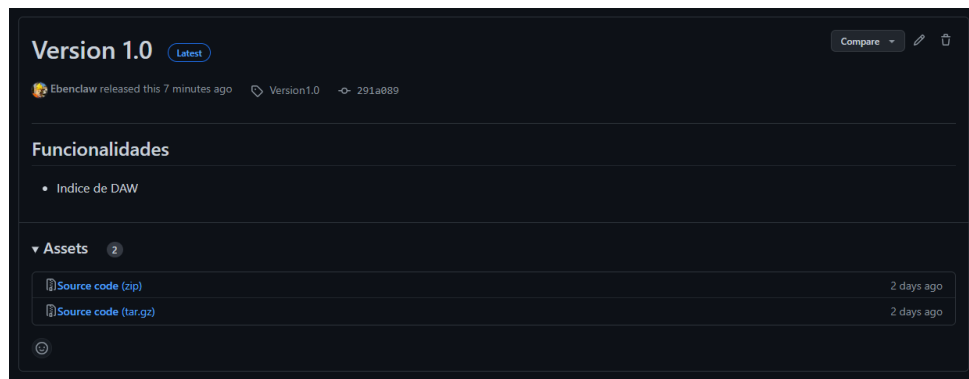 Version 1.0 Latest Compare
Ebenclaw released this 7 minutes ago Version1.0 291a089
Funcionalidades
• Indice de DAW
Assets 2
Source code (zip) 2 days ago
Source code (tar.gz) 2 days ago